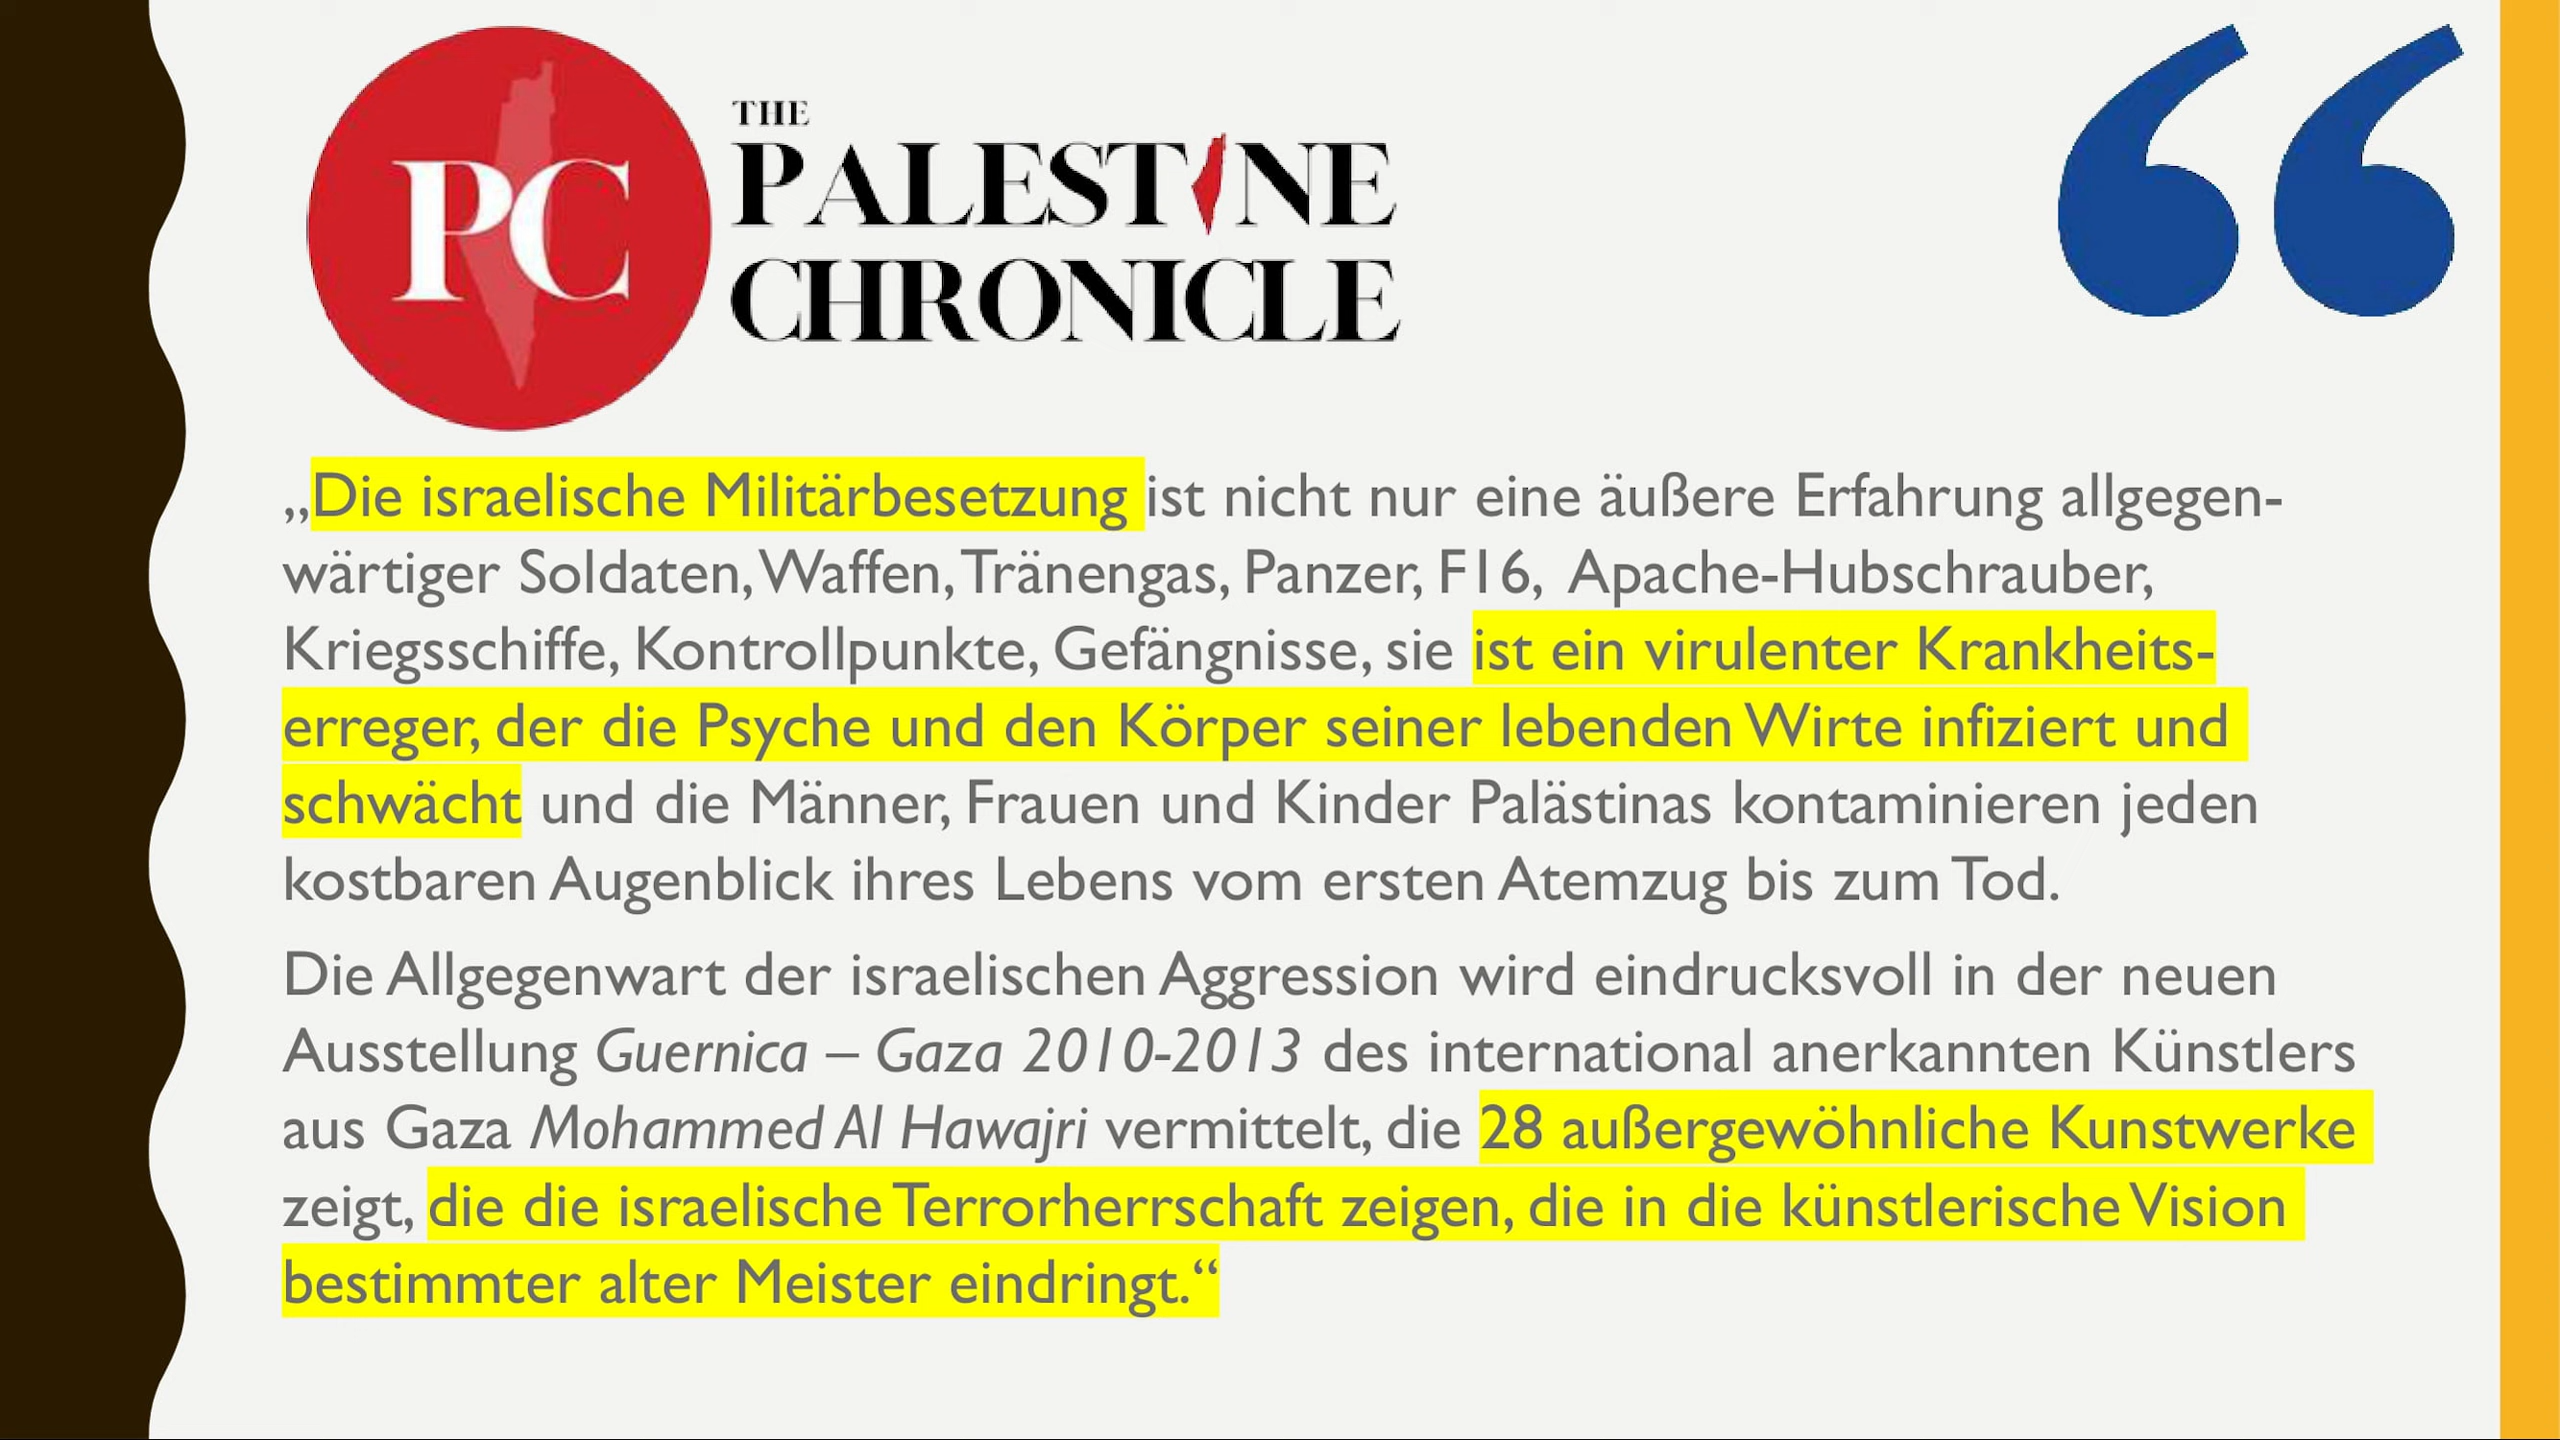 PC
THE
PALESTINE
CHRONICLE
„Die israelische Militärbesetzung ist nicht nur eine äußere Erfahrung allgegen-
wärtiger Soldaten, Waffen, Tränengas, Panzer, F16, Apache-Hubschrauber,
Kriegsschiffe, Kontrollpunkte, Gefängnisse, sie ist ein virulenter Krankheits-
erreger, der die Psyche und den Körper seiner lebenden Wirte infiziert und
schwächt und die Männer, Frauen und Kinder Palästinas kontaminieren jeden
kostbaren Augenblick ihres Lebens vom ersten Atemzug bis zum Tod.
Die Allgegenwart der israelischen Aggression wird eindrucksvoll in der neuen
Ausstellung Guernica – Gaza 2010-2013 des international anerkannten Künstlers
aus Gaza Mohammed Al Hawajri vermittelt, die 28 außergewöhnliche Kunstwerke
zeigt, die die israelische Terrorherrschaft zeigen, die in die künstlerische Vision
bestimmter alter Meister eindringt.“